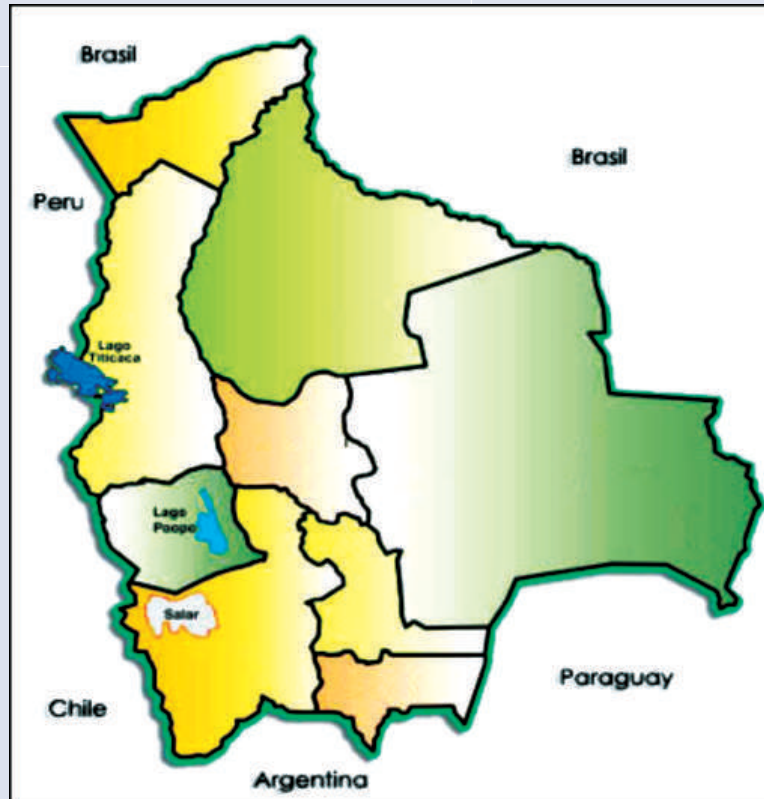 Brasil
Brasil
Peru
Lago
Titicaca
Lago
Poopo
Salar
Paraguay
Chile
Argentina